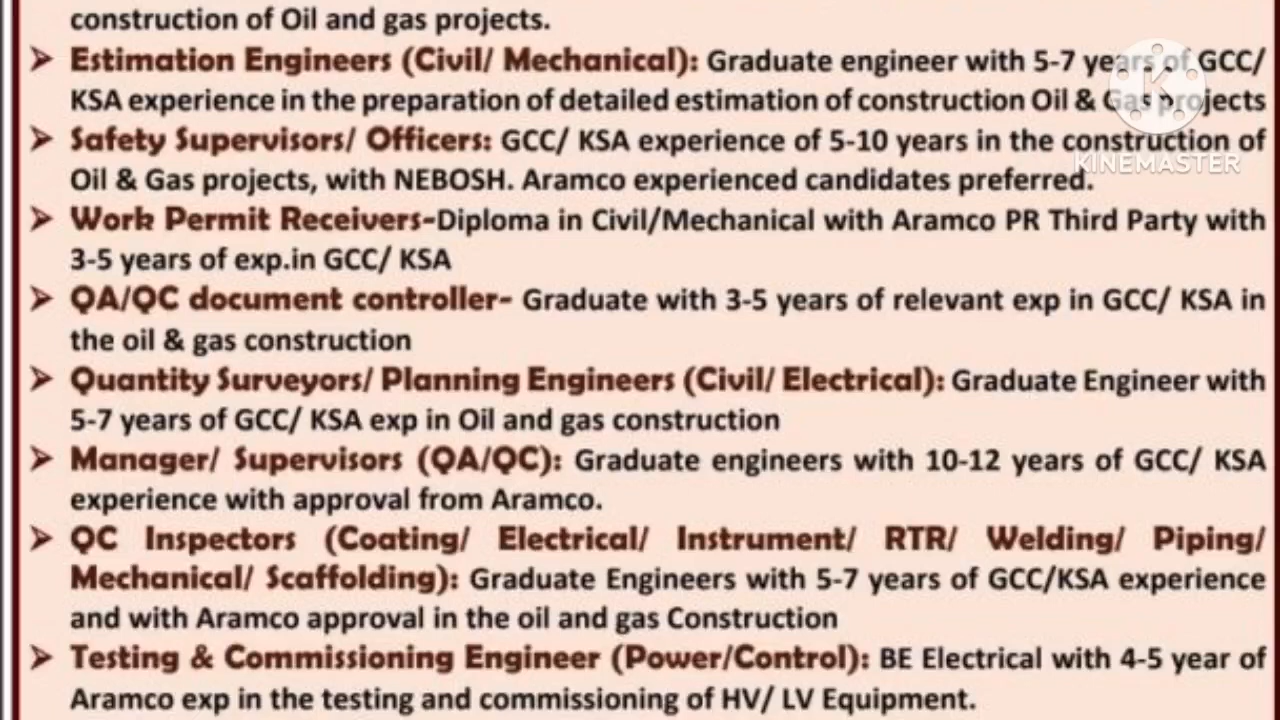 construction of Oil and gas projects.
➢ Estimation Engineers (Civil/ Mechanical): Graduate engineer with 5-7 years of GCC/
KSA experience in the preparation of detailed estimation of construction Oil & Gas projects
➢ Safety Supervisors/ Officers: GCC/ KSA experience of 5-10 years in the construction of
Oil & Gas projects, with NEBOSH. Aramco experienced candidates preferred.
➢ Work Permit Receivers-Diploma in Civil/Mechanical with Aramco PR Third Party with
3-5 years of exp.in GCC/ KSA
➢ QA/QC document controller- Graduate with 3-5 years of relevant exp in GCC/ KSA in
the oil & gas construction
➢ Quantity Surveyors/ Planning Engineers (Civil/ Electrical): Graduate Engineer with
5-7 years of GCC/ KSA exp in Oil and gas construction
➢ Manager/ Supervisors (QA/QC): Graduate engineers with 10-12 years of GCC/ KSA
experience with approval from Aramco.
➢ QC Inspectors (Coating/ Electrical/ Instrument/ RTR/ Welding/ Piping/
Mechanical/ Scaffolding): Graduate Engineers with 5-7 years of GCC/KSA experience
and with Aramco approval in the oil and gas Construction
➢ Testing & Commissioning Engineer (Power/Control): BE Electrical with 4-5 year of
Aramco exp in the testing and commissioning of HV/ LV Equipment.
K
KINEMASTER